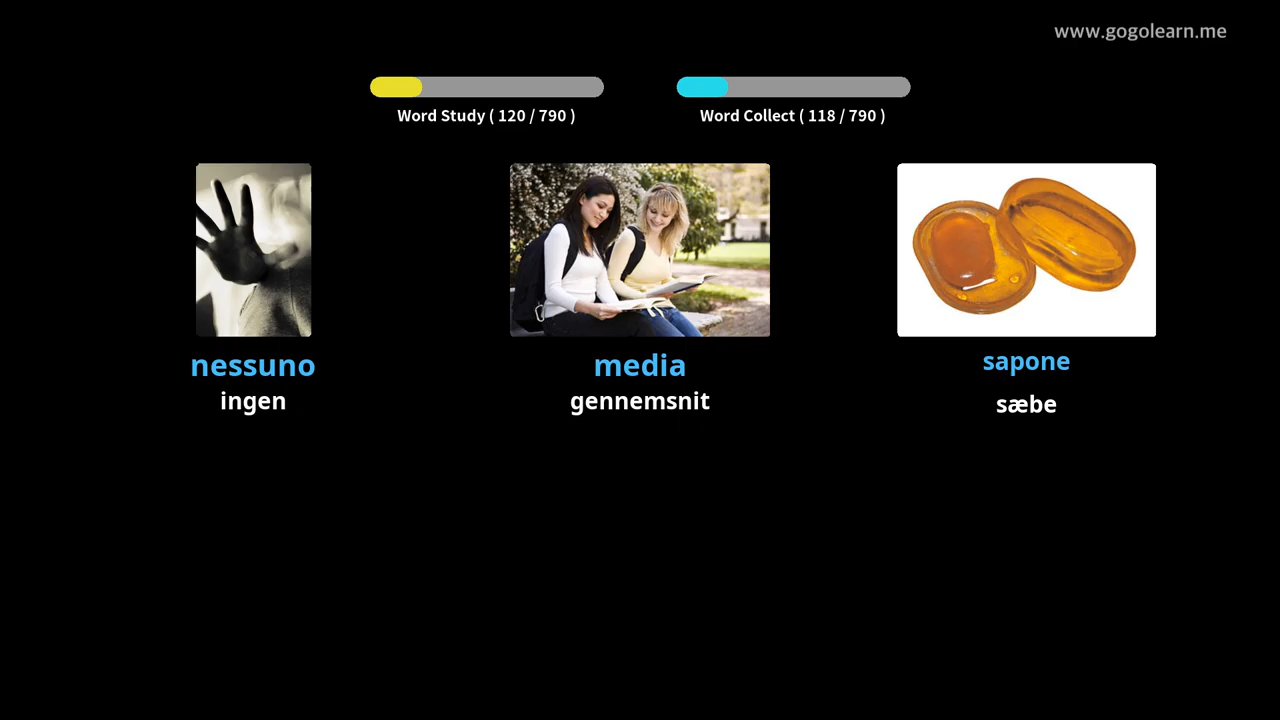 www.gogolearn.me
Word Study ( 120 / 790 )
Word Collect ( 118 / 790 )
nessuno
ingen
media
gennemsnit
sapone
sæbe